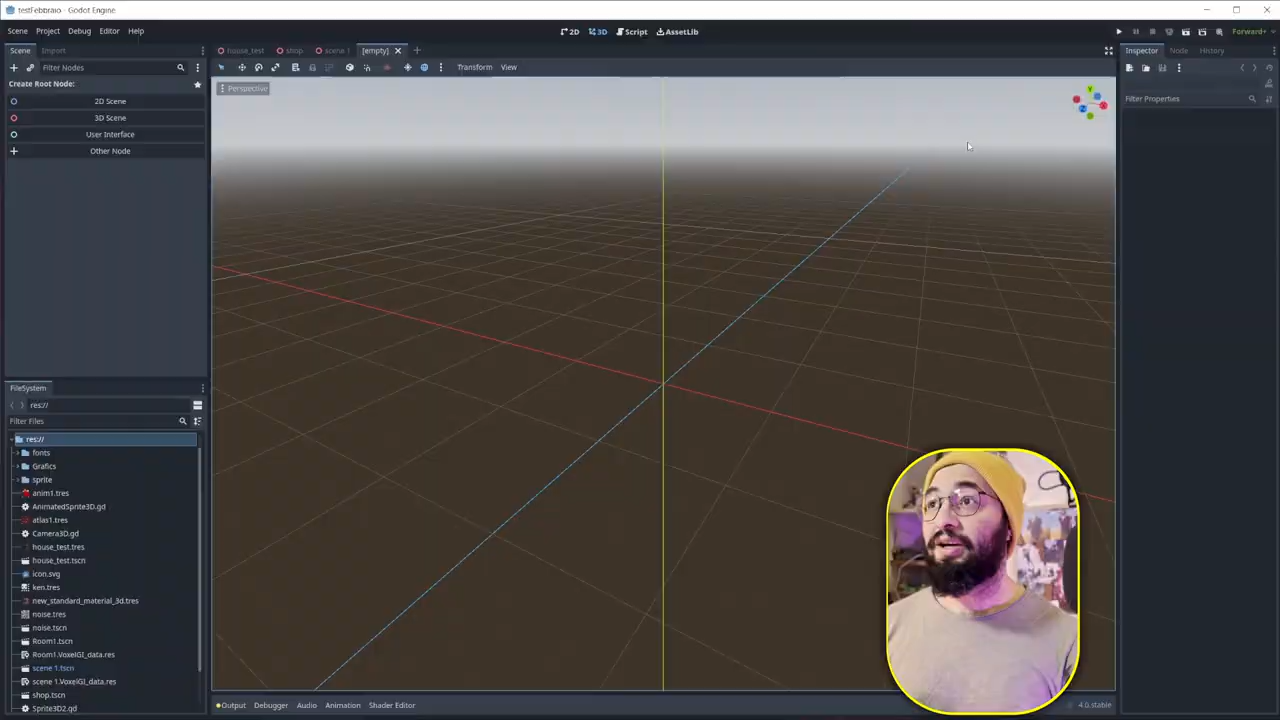 testFebbraio - Godot Engine
Scene Project Debug Editor Help
2D 3D Script AssetLib
Forward+
Scene Import
house_test shop scene 1 [empty]
Inspector Node History
Filter Nodes
Transform View
Create Root Node:
Perspective
Filter Properties
2D Scene
3D Scene
User Interface
Other Node
FileSystem
res://
Filter Files
res://
fonts
Grafics
sprite
anim1.tres
AnimatedSprite3D.gd
atlas1.tres
Camera3D.gd
house_test.tres
house_test.tscn
icon.svg
ken.tres
new_standard_material_3d.tres
noise.tres
noise.tscn
Room1.tscn
Room1.VoxelGI_data.res
scene 1.tscn
scene 1.VoxelGI_data.res
shop.tscn
Sprite3D2.gd
Output Debugger Audio Animation Shader Editor
4.0.stable